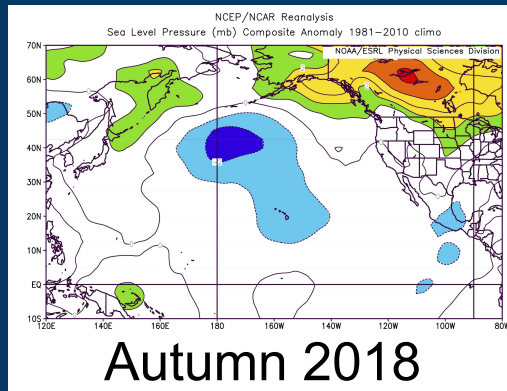 NCEP/NCAR Reanalysis
Sea Level Pressure (mb) Composite Anomaly 1981-2010 climo
NOAA/ESRL Physical Sciences Division
70N
60N
50N
40N
30N
20N
10N
EQ
10S
120E 140E 160E 180 160W 140W 120W 100W 80W
Autumn 2018